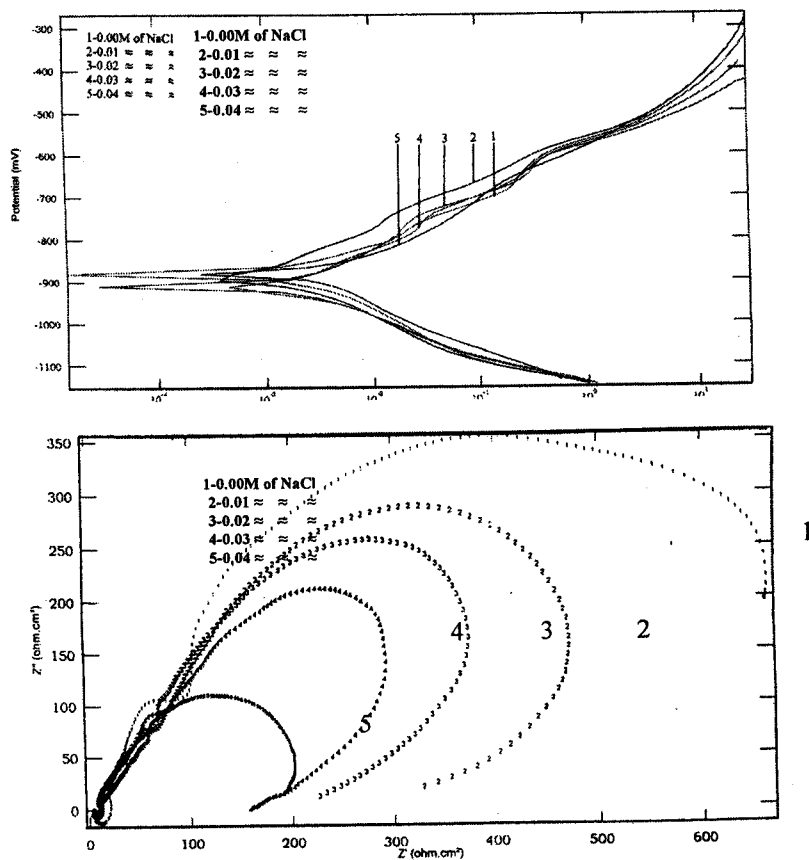 -300
-400
-500
-600
-700
-800
-900
-1000
-1100
Potential (mV)
1-0.00M of NaCl
2-0.01 ≈ ≈ »
3-0.02 ≈ ≈ »
4-0.03 ≈ ≈ »
5-0.04 ≈ ≈ »
1-0.00M of NaCl
2-0.01 ≈ ≈ ≈
3-0.02 ≈ ≈ ≈
4-0.03 ≈ ≈ ≈
5-0.04 ≈ ≈ ≈
5 4 3 2 1
350
300
250
200
150
100
50
0
Z" (ohm.cm²)
1-0.00M of NaCl
2-0.01 ≈ ≈ ≈
3-0.02 ≈ ≈ ≈
4-0.03 ≈ ≈ ≈
5-0.04 ≈ ≈ ≈
1
5 4 3 2
0 100 200 300 400 500 600
Z' (ohm.cm²)